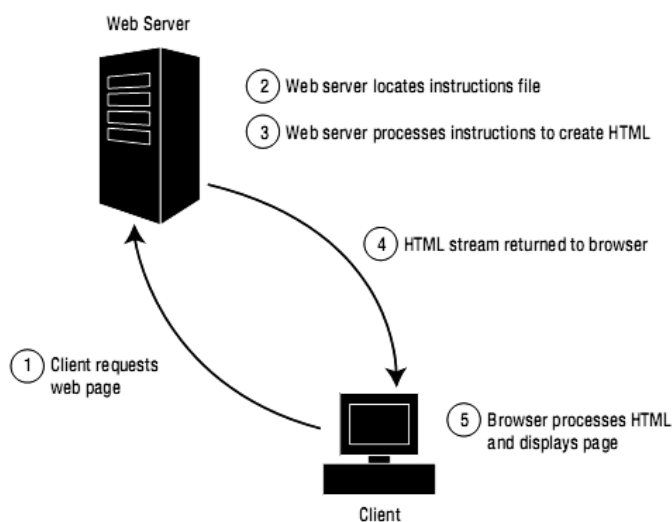 Web Server
2 Web server locates instructions file
3 Web server processes instructions to create HTML
4 HTML stream returned to browser
1 Client requests
web page
5 Browser processes HTML
and displays page
Client